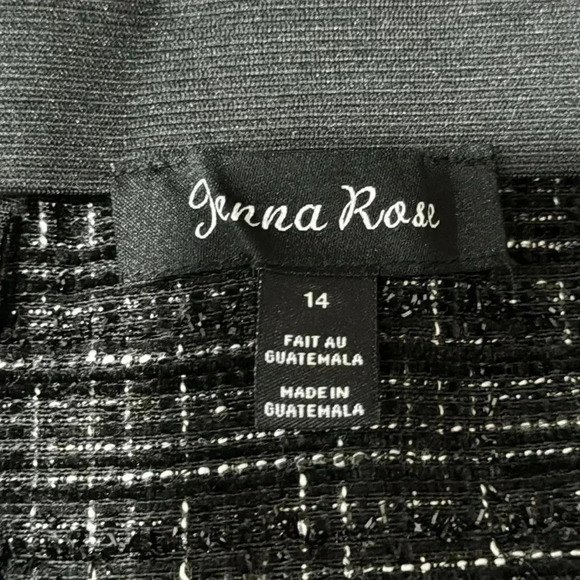 Jenna Rose
14
FAIT AU
GUATEMALA
MADE IN
GUATEMALA